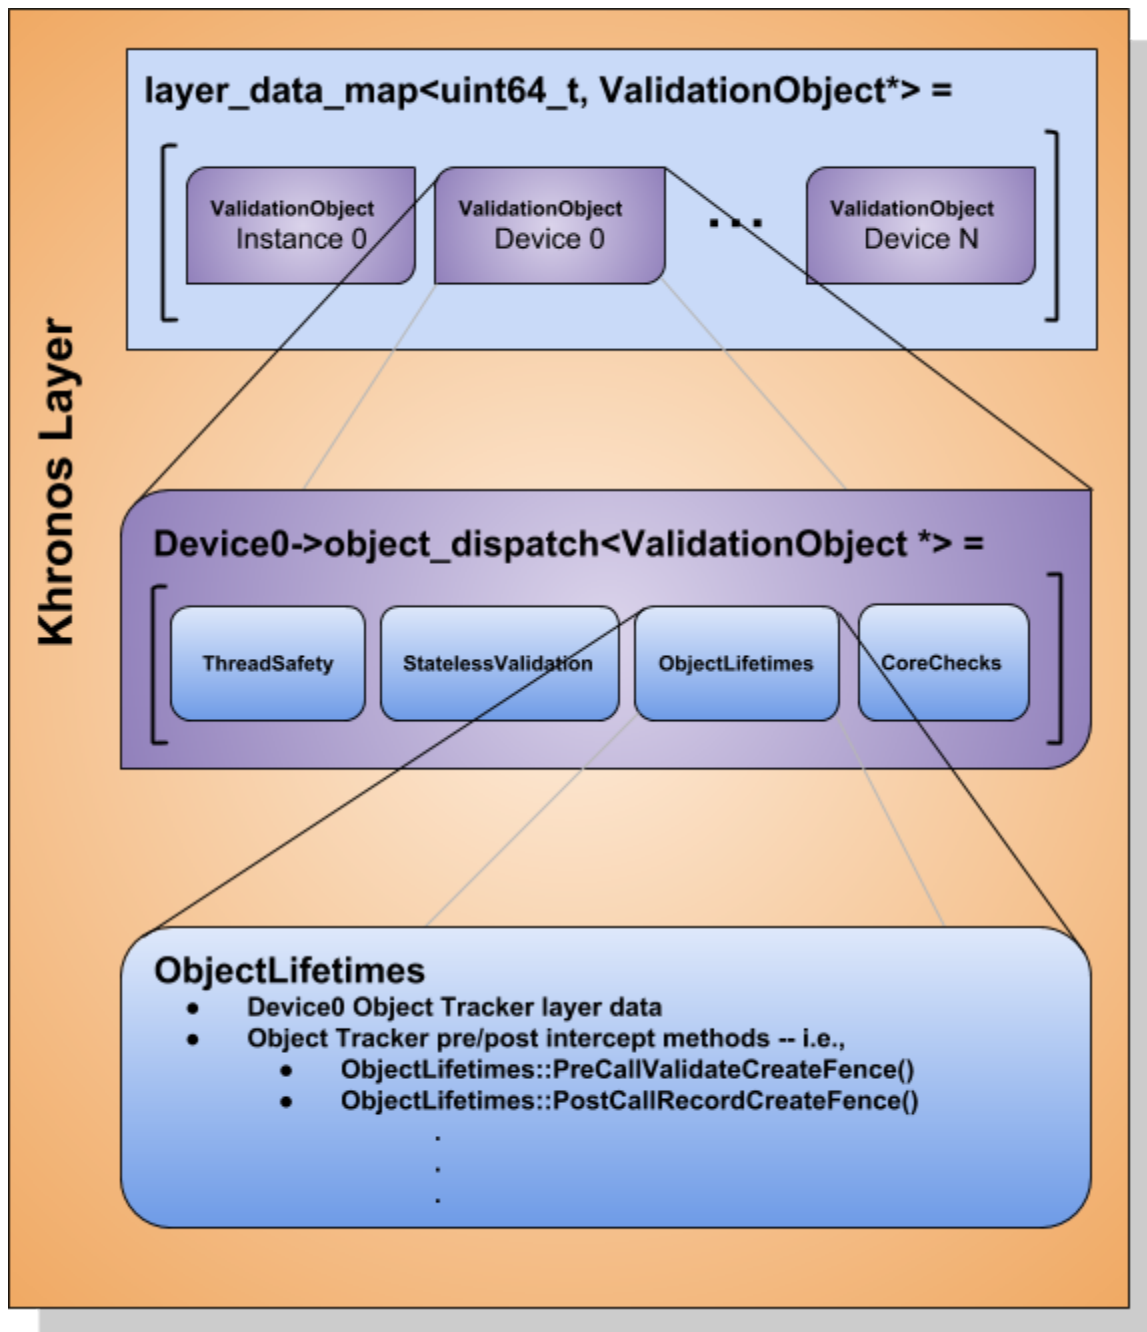 Khronos Layer
layer_data_map<uint64_t, ValidationObject*> =
[
ValidationObject
Instance 0
ValidationObject
Device 0
...
ValidationObject
Device N
]
Device0->object_dispatch<ValidationObject *> =
[
ThreadSafety
StatelessValidation
ObjectLifetimes
CoreChecks
]
ObjectLifetimes
● Device0 Object Tracker layer data
● Object Tracker pre/post intercept methods -- i.e.,
● ObjectLifetimes::PreCallValidateCreateFence()
● ObjectLifetimes::PostCallRecordCreateFence()
.
.
.